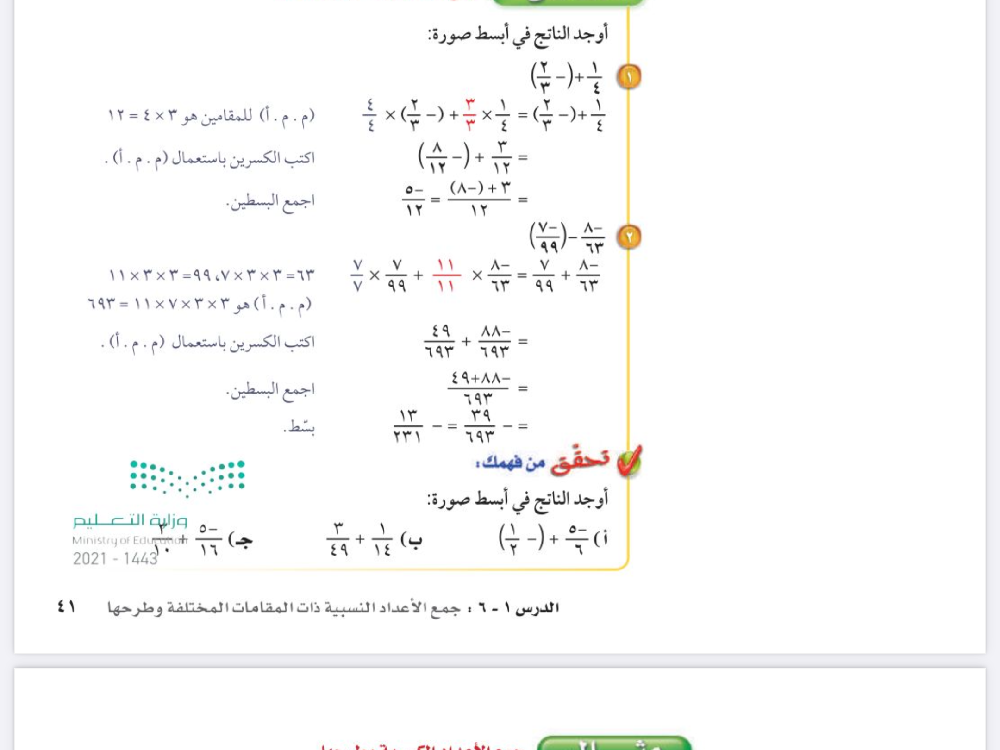 أوجد الناتج في أبسط صورة:
١ ١/٤ + (- ٢/٣)
١/٤ + (- ٢/٣) = ١/٤ × ٣/٣ + (- ٢/٣) × ٤/٤ (م . م . أ) للمقامين هو ٣ × ٤ = ١٢
= ٣/١٢ + (- ٨/١٢) اكتب الكسرين باستعمال (م . م . أ) .
= ٣ + (-٨)/١٢ = -٥/١٢ اجمع البسطين.
٢ -٨/٦٣ - (-٧/٩٩)
-٨/٦٣ + ٧/٩٩ = -٨/٦٣ × ١١/١١ + ٧/٩٩ × ٧/٧ ٦٣ = ٣ × ٣ × ٧، ٩٩ = ٣ × ٣ × ١١
(م . م . أ) هو ٣ × ٣ × ٧ × ١١ = ٦٩٣
= -٨٨/٦٩٣ + ٤٩/٦٩٣ اكتب الكسرين باستعمال (م . م . أ) .
= -٨٨+٤٩/٦٩٣ اجمع البسطين.
= - ٣٩/٦٩٣ = - ١٣/٢٣١ بسّط.
تحقَّق من فهمك:
أوجد الناتج في أبسط صورة:
أ) -٥/٦ + (- ١/٢) ب) ١/١٤ + ٣/٤٩ جـ) -٥/١٦ + ٣/١٠
وزارة التعليم
Ministry of Education
2021 - 1443
الدرس ١ - ٦ : جمع الأعداد النسبية ذات المقامات المختلفة وطرحها ٤١